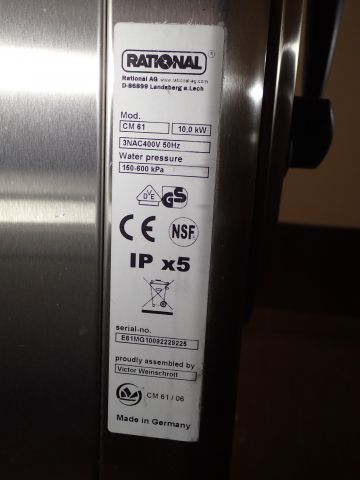 RATIONAL ®
Rational AG www.rational-ag.com
D-86899 Landsberg a.Lech
Mod.
CM 61 10.0 kW
3NAC400V 50Hz
Water pressure
150-600 kPa
VDE GS
CE NSF
IP x5
serial-no.
E61MG10092229225
proudly assembled by
Victor Weinschrott
CM 61 / 06
Made in Germany